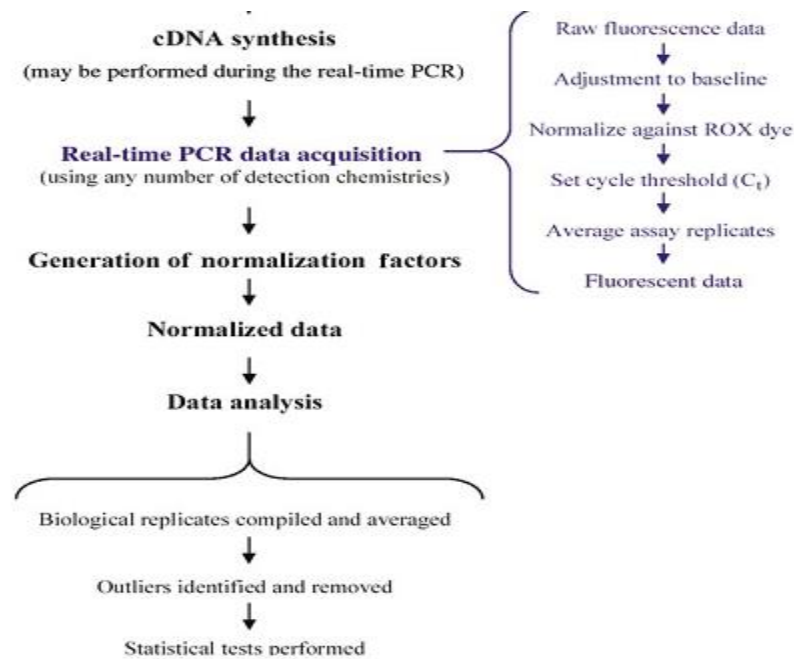 cDNA synthesis
(may be performed during the real-time PCR)
Real-time PCR data acquisition
(using any number of detection chemistries)
Generation of normalization factors
Normalized data
Data analysis
Biological replicates compiled and averaged
Outliers identified and removed
Statistical tests performed
Raw fluorescence data
Adjustment to baseline
Normalize against ROX dye
Set cycle threshold (Ct)
Average assay replicates
Fluorescent data